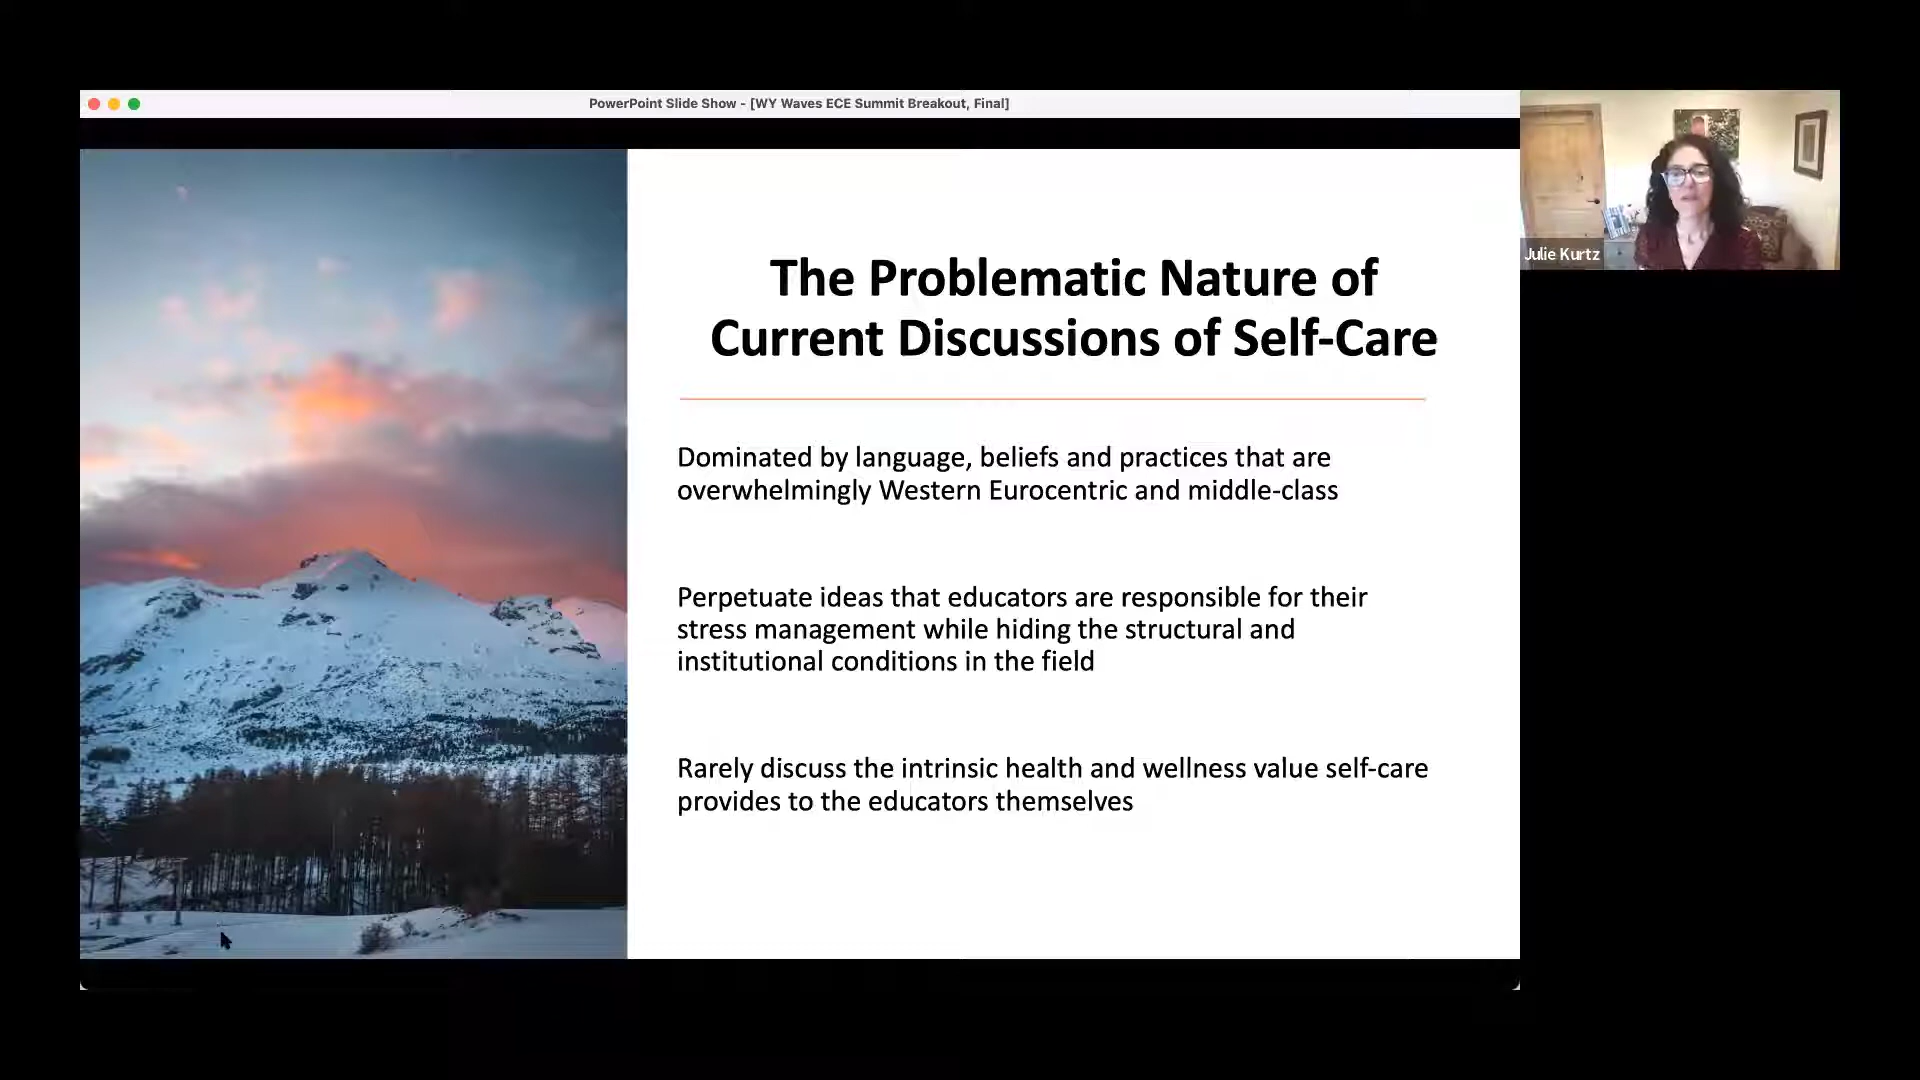 PowerPoint Slide Show - [WY Waves ECE Summit Breakout, Final]
Julie Kurtz
The Problematic Nature of
Current Discussions of Self-Care
Dominated by language, beliefs and practices that are
overwhelmingly Western Eurocentric and middle-class
Perpetuate ideas that educators are responsible for their
stress management while hiding the structural and
institutional conditions in the field
Rarely discuss the intrinsic health and wellness value self-care
provides to the educators themselves